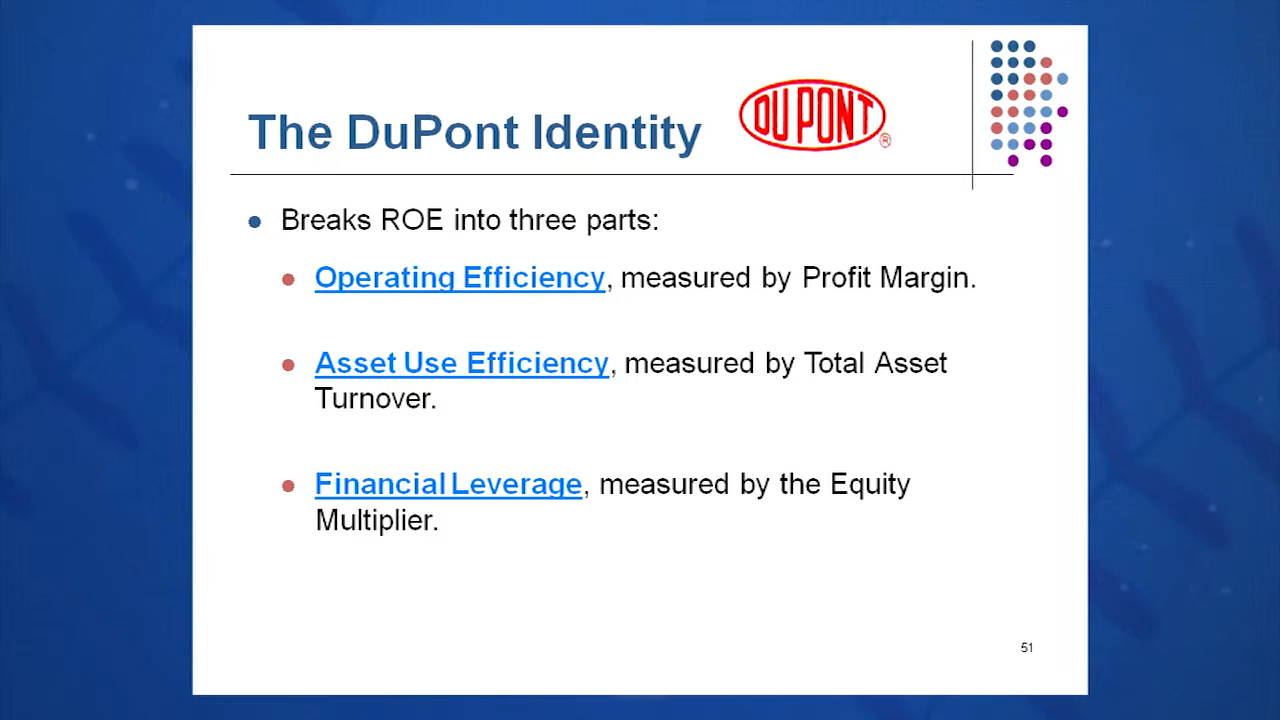 The DuPont Identity
DU PONT
®
Breaks ROE into three parts:
Operating Efficiency, measured by Profit Margin.
Asset Use Efficiency, measured by Total Asset
Turnover.
Financial Leverage, measured by the Equity
Multiplier.
51